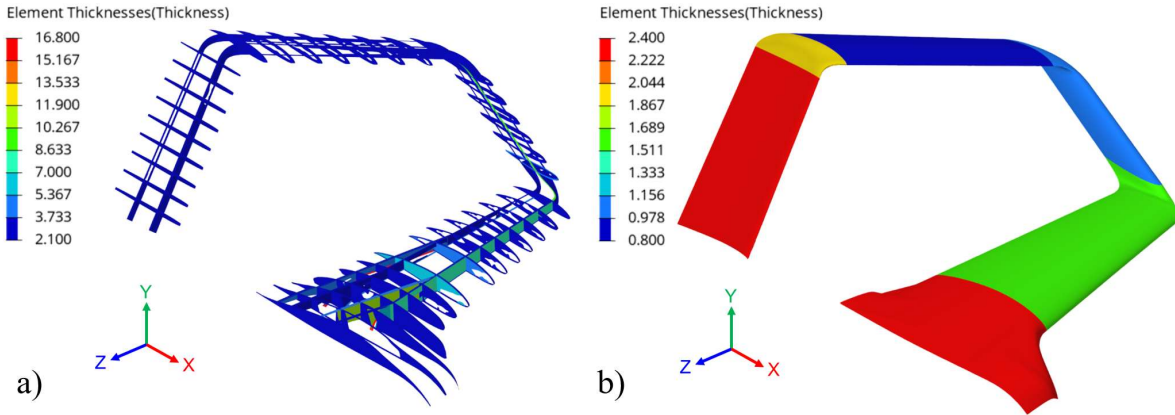 Element Thicknesses(Thickness)
16.800
15.167
13.533
11.900
10.267
8.633
7.000
5.367
3.733
2.100
Y
Z
X
a)
Element Thicknesses(Thickness)
2.400
2.222
2.044
1.867
1.689
1.511
1.333
1.156
0.978
0.800
Y
Z
X
b)